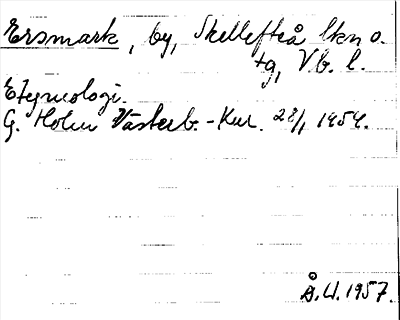 Ersmark, by, Skellefteå lkn o.
tg, Vb. l.
Etymologi.
G. Holm Västerb.-Kur. 28/1 1954.
Å.U. 1957.